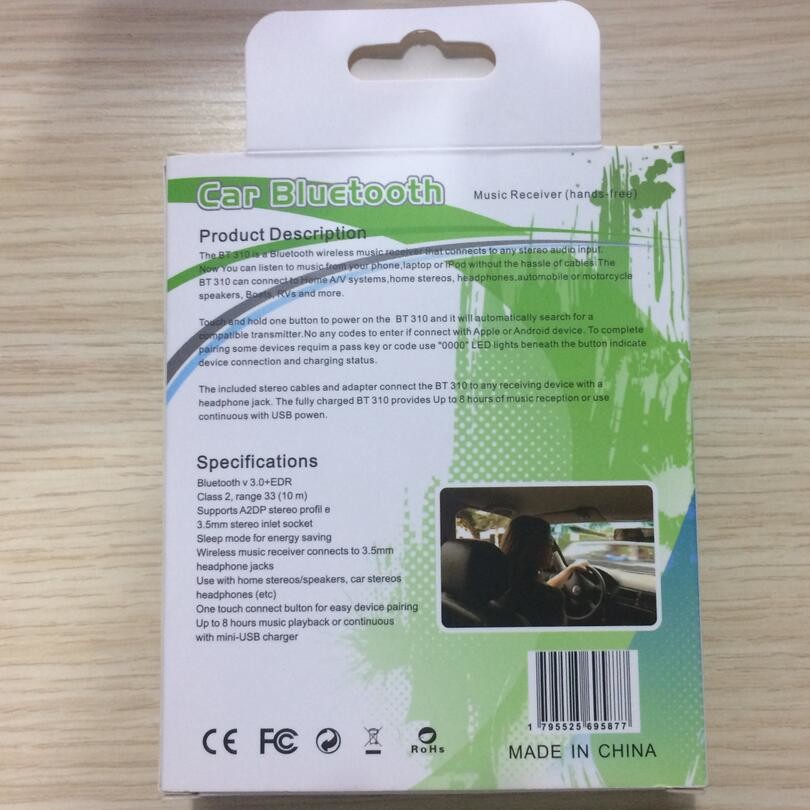 Car Bluetooth Music Receiver (hands-free)
Product Description
The BT 310 is a Bluetooth wireless music receiver that connects to any stereo audio input.
Now You can listen to music from your phone,laptop or iPod without the hassle of cables.The
BT 310 can connect to Home A/V systems,home stereos, headphones,automobile or motorcycle
speakers, Boats, RVs and more.
Touch and hold one button to power on the BT 310 and it will automatically search for a
compatible transmitter.No any codes to enter if connect with Apple or Android device. To complete
pairing some devices requim a pass key or code use "0000" LED lights beneath the button indicate
device connection and charging status.
The included stereo cables and adapter connect the BT 310 to any receiving device with a
headphone jack. The fully charged BT 310 provides Up to 8 hours of music reception or use
continuous with USB powen.
Specifications
Bluetooth v 3.0+EDR
Class 2, range 33 (10 m)
Supports A2DP stereo profil e
3.5mm stereo inlet socket
Sleep mode for energy saving
Wireless music receiver connects to 3.5mm
headphone jacks
Use with home stereos/speakers, car stereos
headphones (etc)
One touch connect bulton for easy device pairing
Up to 8 hours music playback or continuous
with mini-USB charger
1 795525 695877
CE FC RoHs MADE IN CHINA